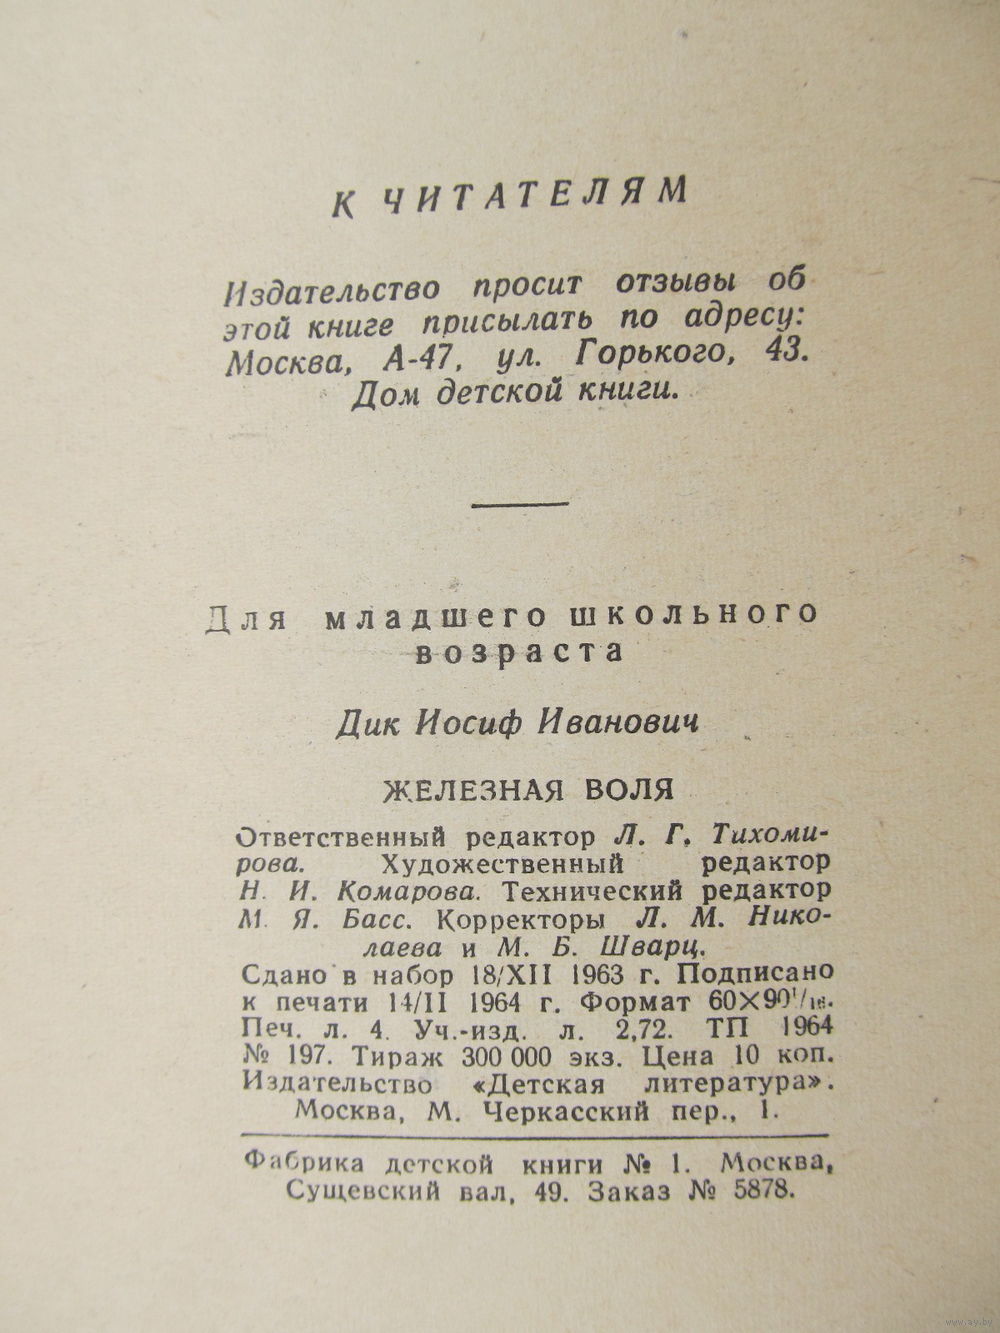 К ЧИТАТЕЛЯМ
Издательство просит отзывы об
этой книге присылать по адресу:
Москва, А-47, ул. Горького, 43.
Дом детской книги.
Для младшего школьного
возраста
Дик Иосиф Иванович
ЖЕЛЕЗНАЯ ВОЛЯ
Ответственный редактор Л. Г. Тихоми-
рова. Художественный редактор
Н. И. Комарова. Технический редактор
М. Я. Басс. Корректоры Л. М. Нико-
лаева и М. Б. Шварц.
Сдано в набор 18/XII 1963 г. Подписано
к печати 14/II 1964 г. Формат 60×90¹/₁₆.
Печ. л. 4. Уч.-изд. л. 2,72. ТП 1964
№ 197. Тираж 300 000 экз. Цена 10 коп.
Издательство «Детская литература».
Москва, М. Черкасский пер., 1.
Фабрика детской книги № 1. Москва,
Сущевский вал, 49. Заказ № 5878.
www.ay.by